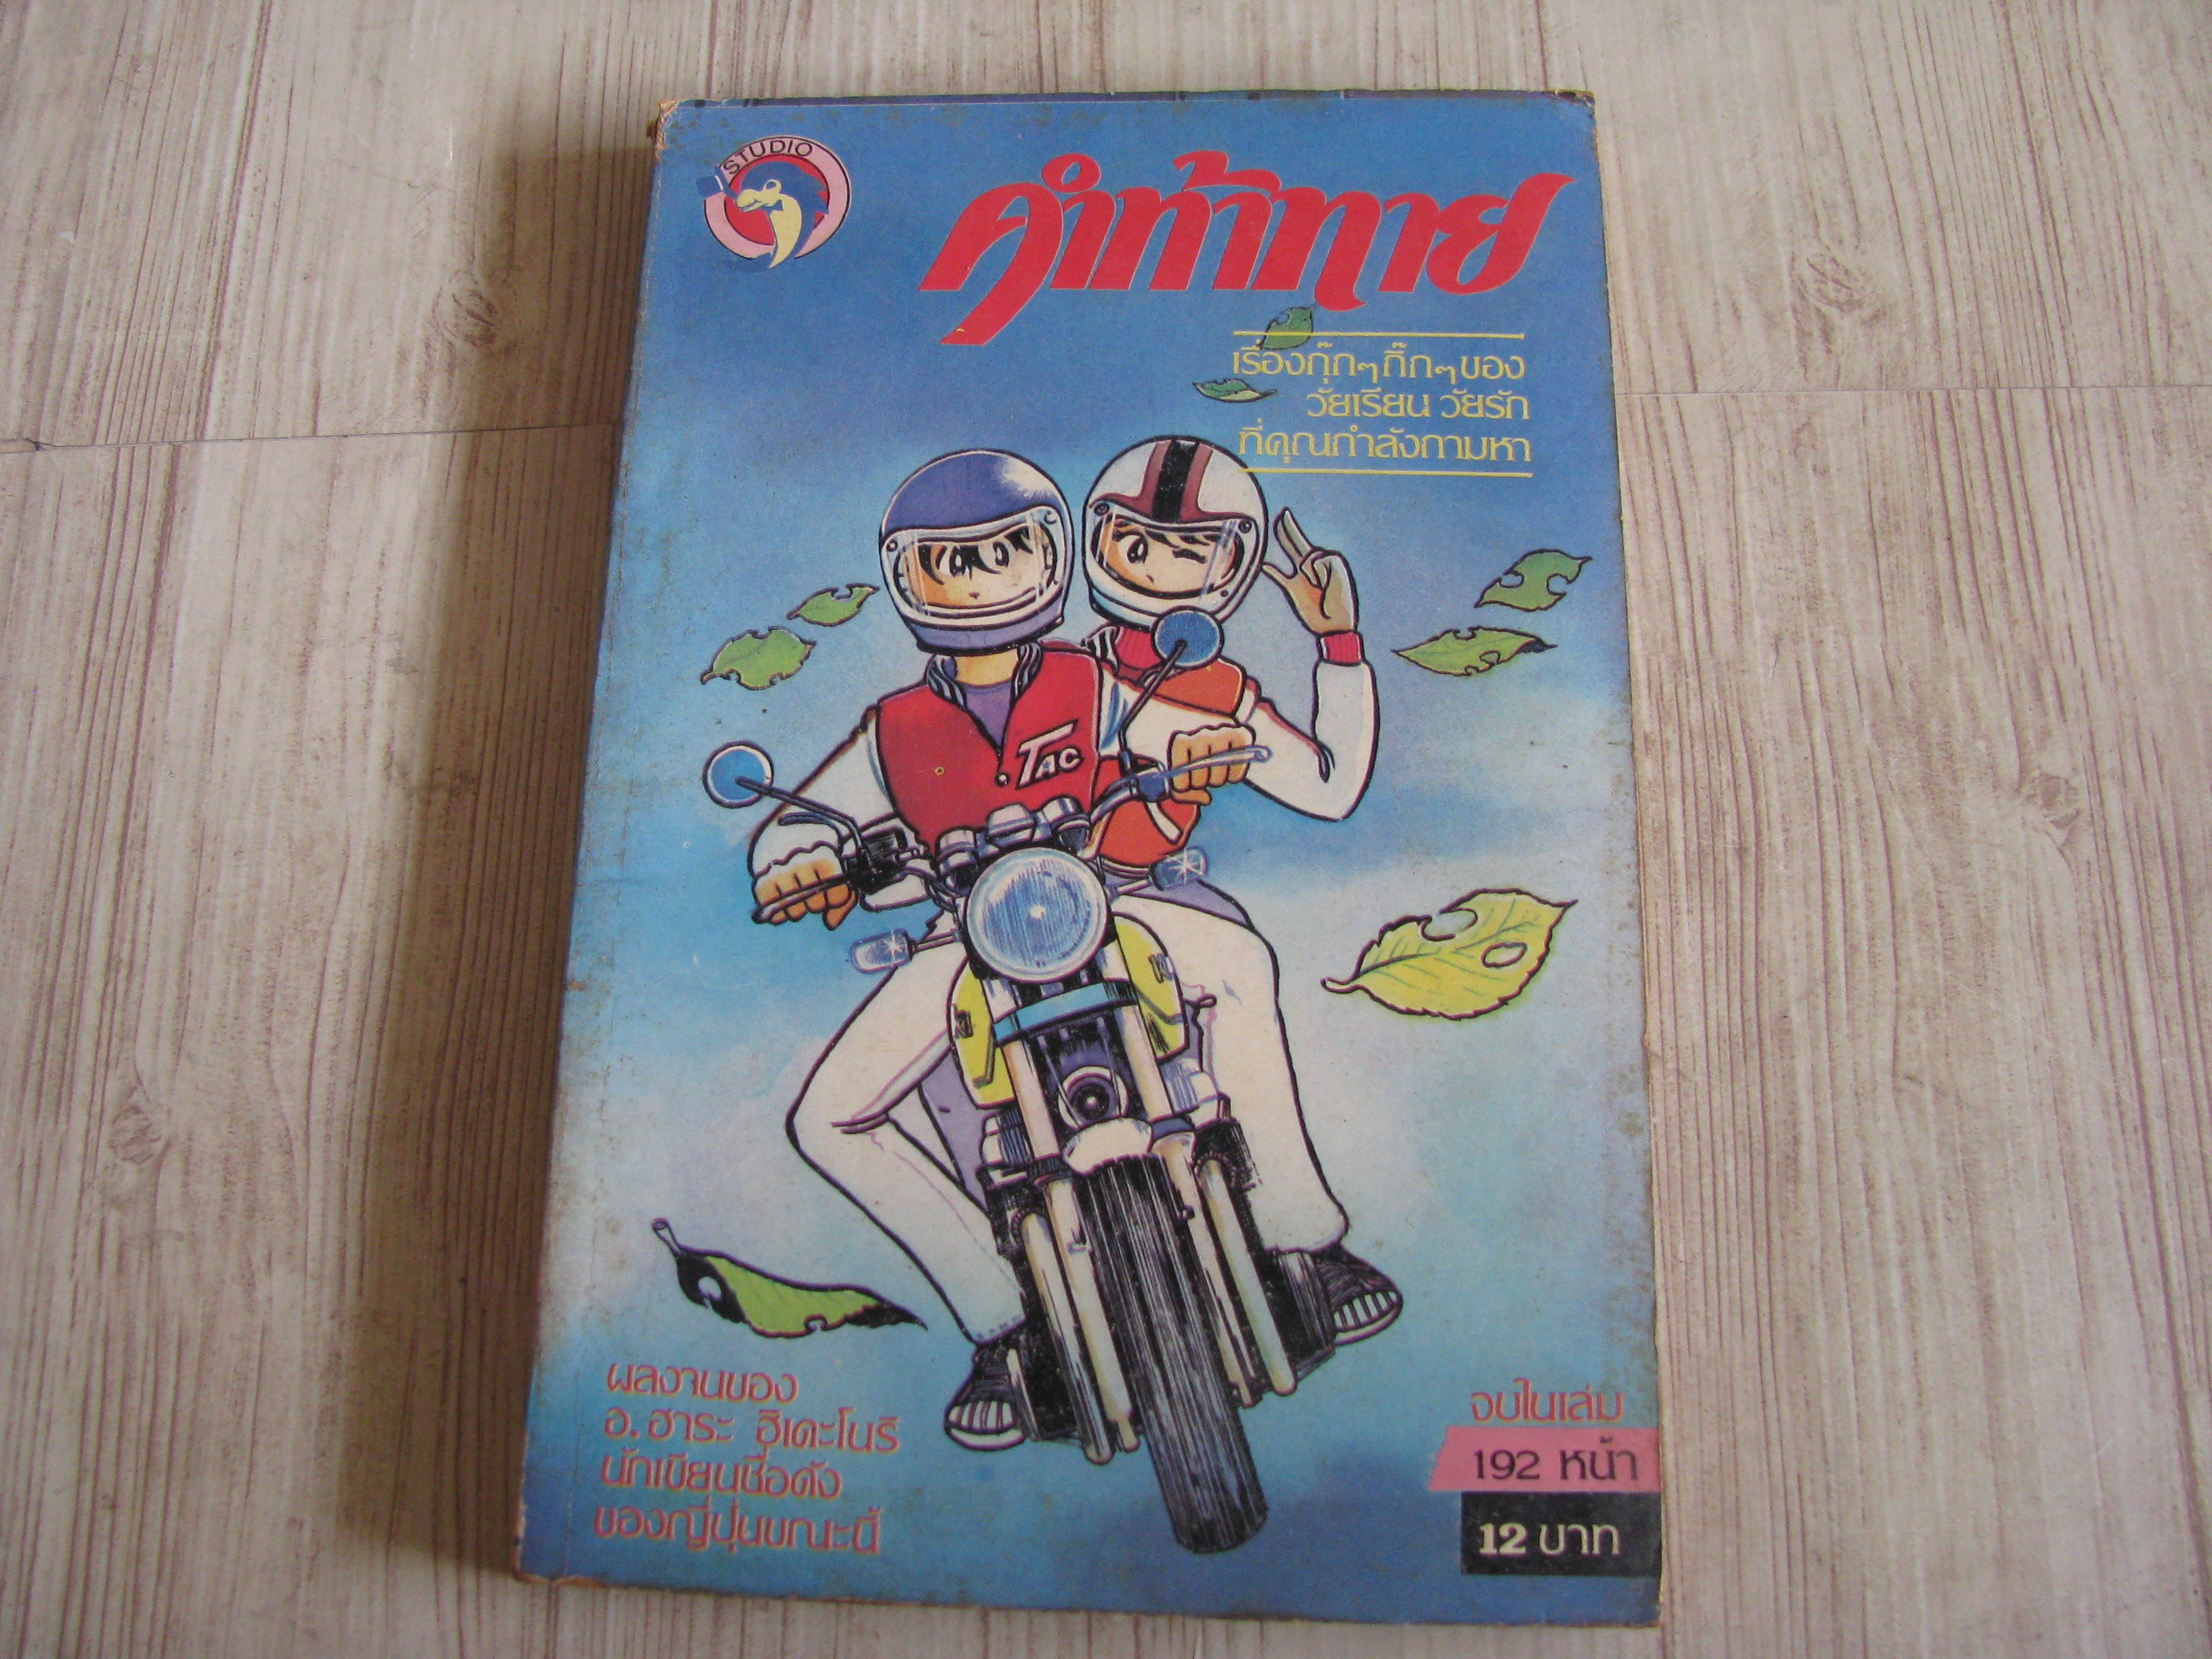 STUDIO
คำท้าทาย
เรื่องกุ๊กๆกิ๊กๆของ
วัยเรียน วัยรัก
ที่คุณกำลังถามหา
TAC
ผลงานของ
อ.ฮาระ ฮิเดะโนริ
นักเขียนชื่อดัง
ของญี่ปุ่นขณะนี้
จบในเล่ม
192 หน้า
12 บาท